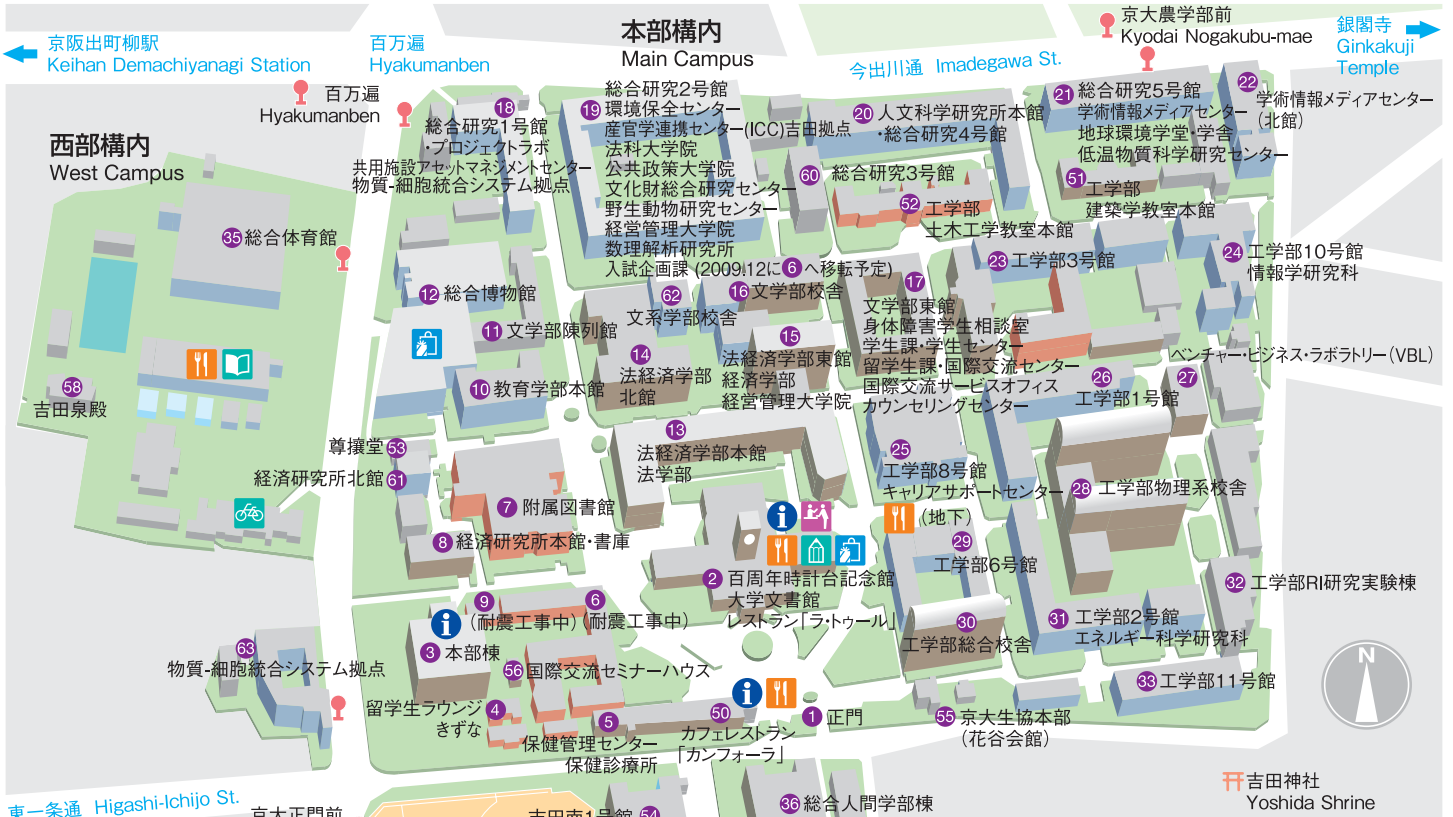 本部構内
Main Campus
京大農学部前
Kyodai Nogakubu-mae
銀閣寺
Ginkakuji
Temple
京阪出町柳駅
Keihan Demachiyanagi Station
百万遍
Hyakumanben
今出川通 Imadegawa St.
百万遍
Hyakumanben
西部構内
West Campus
18
総合研究1号館
・プロジェクトラボ
共用施設アセットマネジメントセンター
物質-細胞統合システム拠点
19
総合研究2号館
環境保全センター
産官学連携センター(ICC)吉田拠点
法科大学院
公共政策大学院
文化財総合研究センター
野生動物研究センター
経営管理大学院
数理解析研究所
入試企画課 (2009.12に 6 へ移転予定)
20 人文科学研究所本館
・総合研究4号館
21 総合研究5号館
学術情報メディアセンター
地球環境学堂・学舎
低温物質科学研究センター
22
学術情報メディアセンター
(北館)
60 総合研究3号館
51 工学部
建築学教室本館
52 工学部
土木工学教室本館
35 総合体育館
23 工学部3号館
24 工学部10号館
情報学研究科
12 総合博物館
62
文系学部校舎
16 文学部校舎
17
文学部東館
身体障害学生相談室
学生課・学生センター
留学生課・国際交流センター
国際交流サービスオフィス
カウンセリングセンター
11 文学部陳列館
15
法経済学部東館
経済学部
経営管理大学院
14
法経済学部
北館
ベンチャー・ビジネス・ラボラトリー(VBL)
27
26
工学部1号館
58
吉田泉殿
10 教育学部本館
13
法経済学部本館
法学部
尊攘堂 53
経済研究所北館 61
25
工学部8号館
キャリアサポートセンター
28 工学部物理系校舎
7 附属図書館
(地下)
8 経済研究所本館・書庫
29
工学部6号館
2 百周年時計台記念館
大学文書館
レストラン「ラ・トゥール」
32 工学部RI研究実験棟
9
(耐震工事中)
6
(耐震工事中)
30
工学部総合校舎
31 工学部2号館
エネルギー科学研究科
3 本部棟
63
物質-細胞統合システム拠点
56 国際交流セミナーハウス
33 工学部11号館
留学生ラウンジ
きずな
4
5
保健管理センター
保健診療所
50
カフェレストラン
「カンフォーラ」
1 正門
55 京大生協本部
(花谷会館)
N
吉田神社
Yoshida Shrine
東一条通 Higashi-Ichijo St.
京大正門前
吉田南1号館 54
36 総合人間学部棟